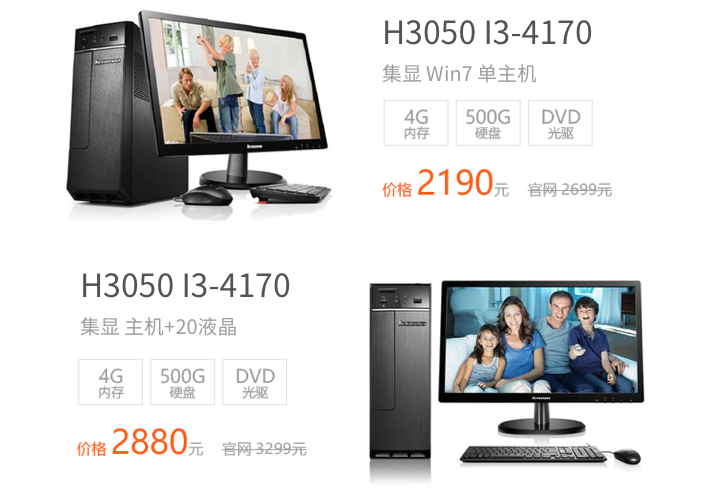 H3050 I3-4170
集显 Win7 单主机
4G 500G DVD
内存 硬盘 光驱
价格 2190元 官网 2699元
lenovo
H3050 I3-4170
集显 主机+20液晶
4G 500G DVD
内存 硬盘 光驱
价格 2880元 官网 3299元
lenovo